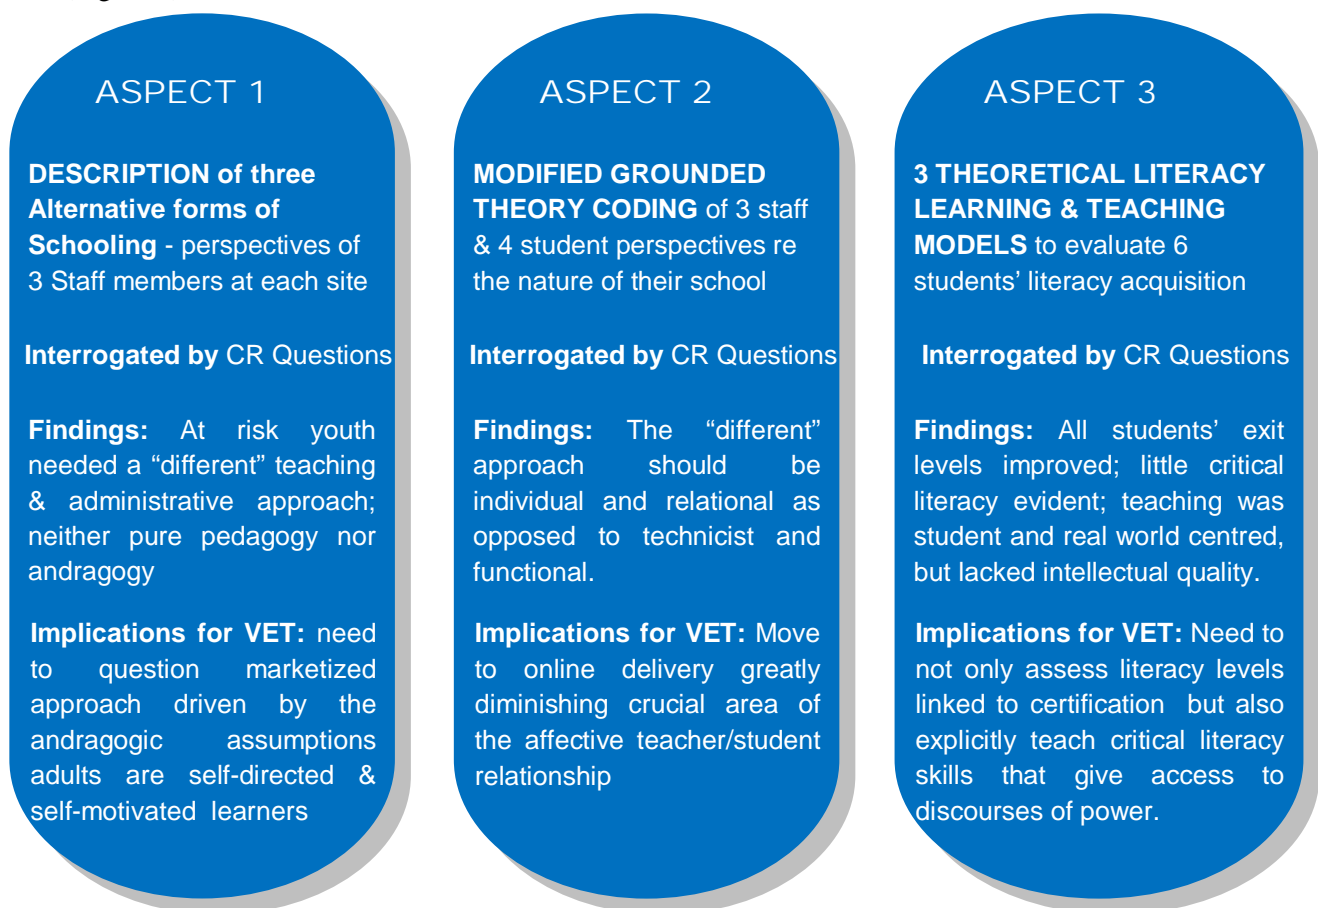 ASPECT 1
DESCRIPTION of three
Alternative forms of
Schooling - perspectives of
3 Staff members at each site
Interrogated by CR Questions
Findings: At risk youth
needed a “different” teaching
& administrative approach;
neither pure pedagogy nor
andragogy
Implications for VET: need
to question marketized
approach driven by the
andragogic assumptions
adults are self-directed &
self-motivated learners
ASPECT 2
MODIFIED GROUNDED
THEORY CODING of 3 staff
& 4 student perspectives re
the nature of their school
Interrogated by CR Questions
Findings: The “different”
approach should be
individual and relational as
opposed to technicist and
functional.
Implications for VET: Move
to online delivery greatly
diminishing crucial area of
the affective teacher/student
relationship
ASPECT 3
3 THEORETICAL LITERACY
LEARNING & TEACHING
MODELS to evaluate 6
students’ literacy acquisition
Interrogated by CR Questions
Findings: All students’ exit
levels improved; little critical
literacy evident; teaching was
student and real world centred,
but lacked intellectual quality.
Implications for VET: Need to
not only assess literacy levels
linked to certification but also
explicitly teach critical literacy
skills that give access to
discourses of power.